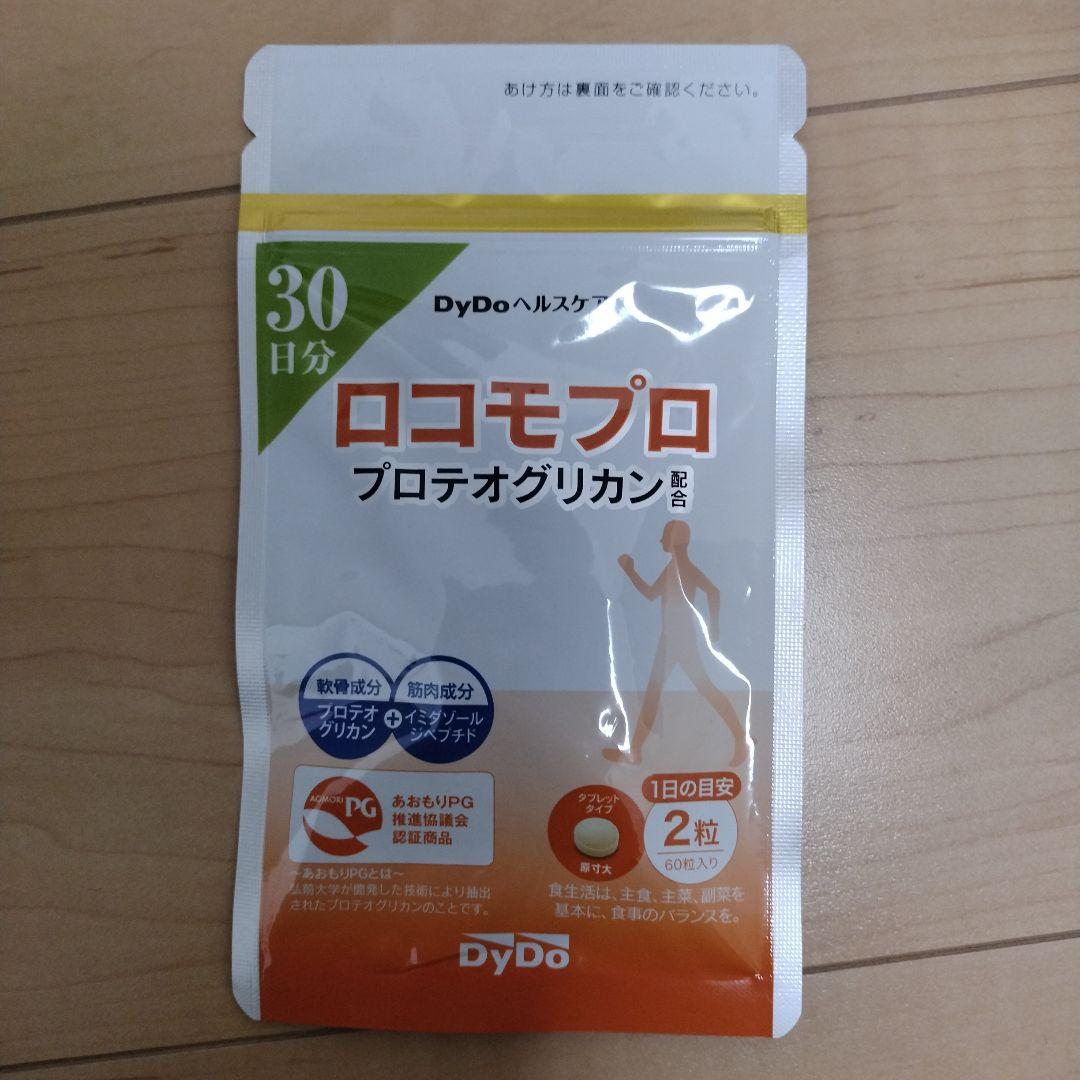 あけ方は裏面をご確認ください。
30
日分
DyDoヘルスケア
ロコモプロ
プロテオグリカン配合
軟骨成分
プロテオ
グリカン
+
筋肉成分
イミダゾール
ジペプチド
AOMORI PG
あおもりPG
推進協議会
認証商品
〜あおもりPGとは〜
弘前大学が開発した技術により抽出
されたプロテオグリカンのことです。
タブレット
タイプ
原寸大
1日の目安
2粒
60粒入り
食生活は、主食、主菜、副菜を
基本に、食事のバランスを。
DyDo